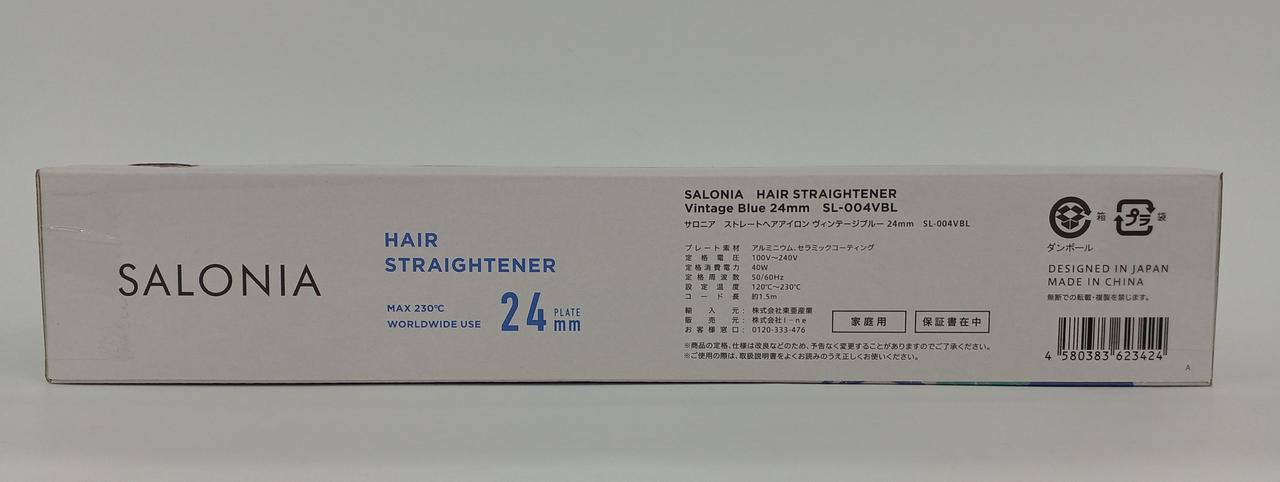 SALONIA
HAIR
STRAIGHTENER
MAX 230℃
WORLDWIDE USE
24 PLATE mm
SALONIA HAIR STRAIGHTENER
Vintage Blue 24mm SL-004VBL
サロニア ストレートヘアアイロン ヴィンテージブルー 24mm SL-004VBL
プレート素材 アルミニウム、セラミックコーティング
定格電圧 100V～240V
定格消費電力 40W
定格周波数 50/60Hz
設定温度 120℃～230℃
コード長 約1.5m
輸入元: 株式会社東亜産業
販売元: 株式会社I-ne
お客様窓口: 0120-333-476
家庭用
保証書在中
※商品の定格、仕様は改良などのため、予告なく変更することがありますのでご了承ください。
※ご使用の際は、取扱説明書をよくお読みのうえ正しくお使いください。
箱
プラ
袋
ダンボール
DESIGNED IN JAPAN
MADE IN CHINA
無断での転載・複製を禁じます。
4 580383 623424
A